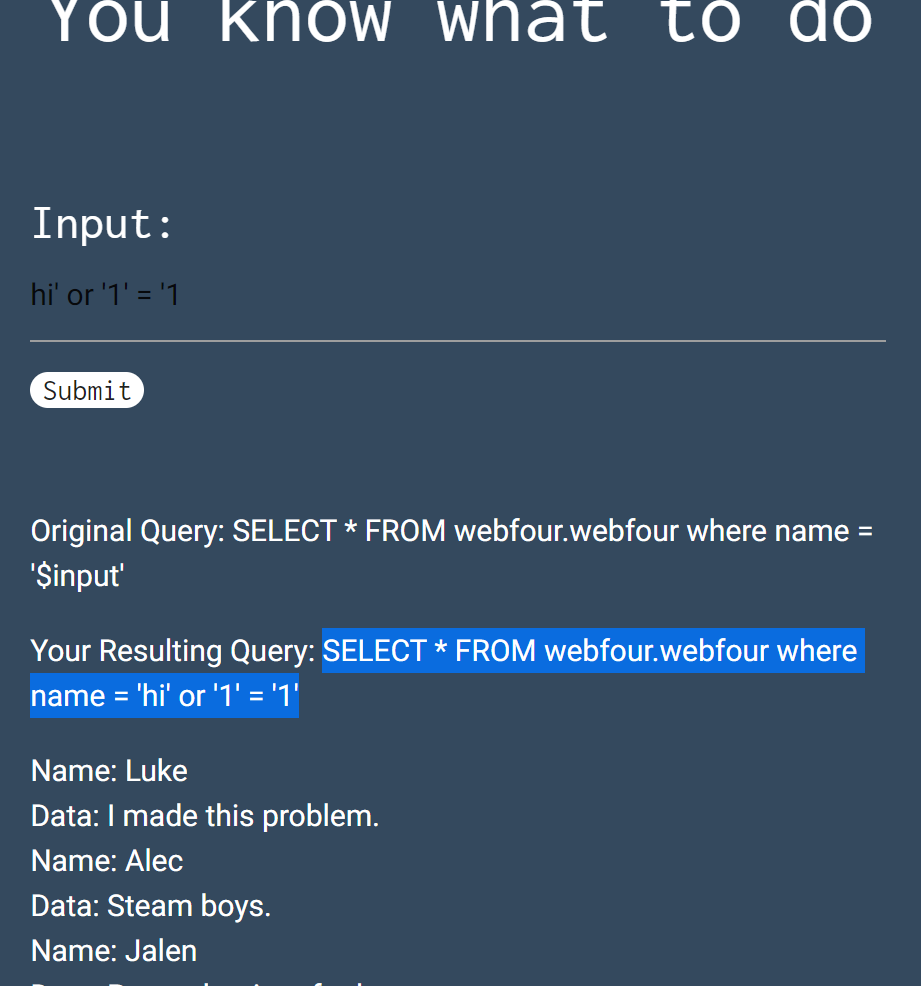 You know what to do
Input:
hi' or '1' = '1
Submit
Original Query: SELECT * FROM webfour.webfour where name =
'$input'
Your Resulting Query: SELECT * FROM webfour.webfour where
name = 'hi' or '1' = '1'
Name: Luke
Data: I made this problem.
Name: Alec
Data: Steam boys.
Name: Jalen